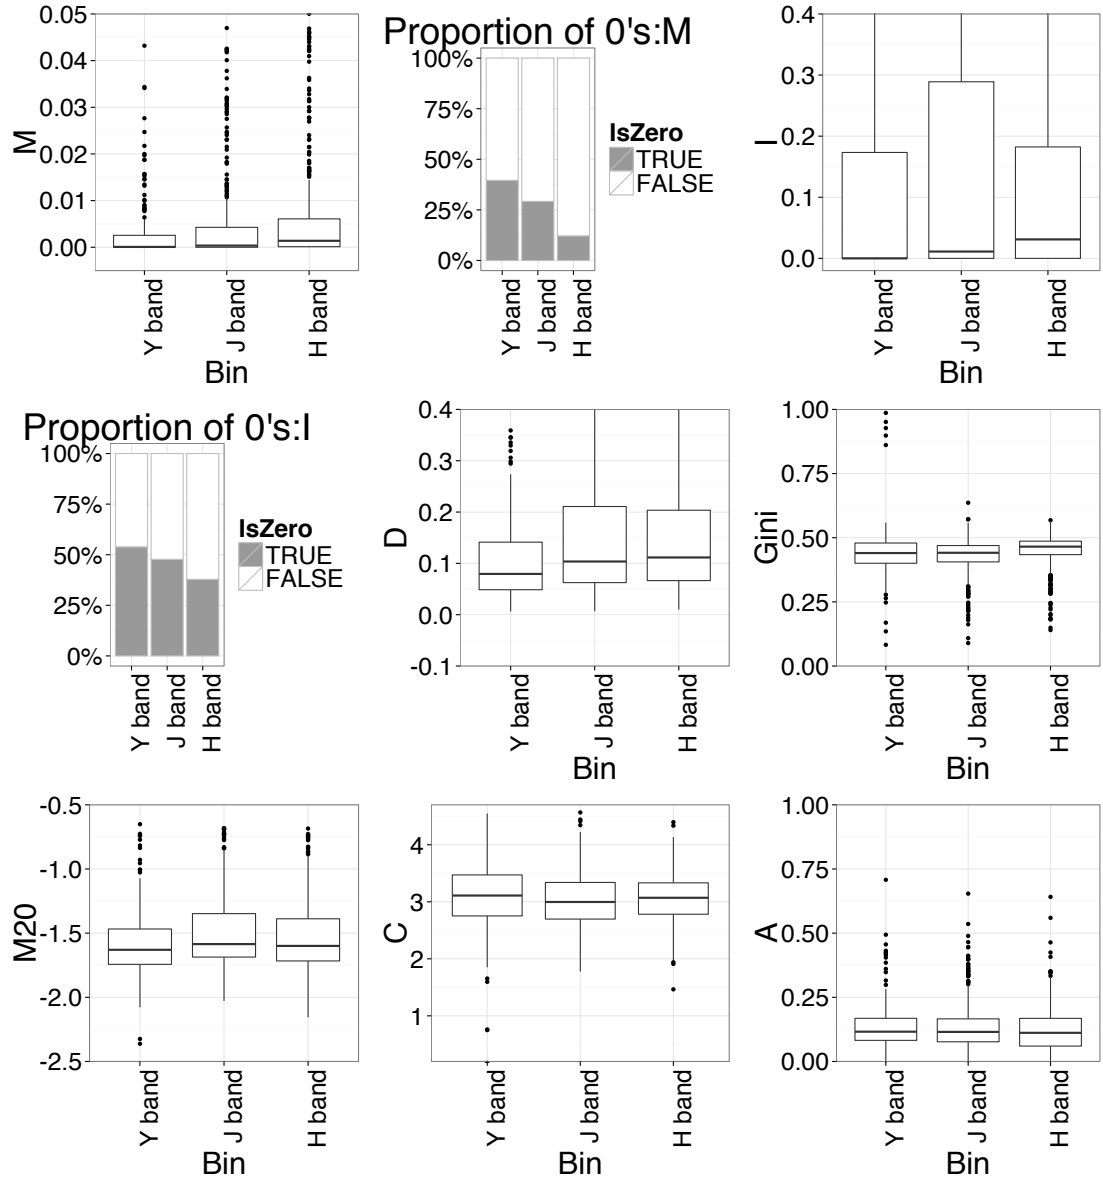 M
0.05
0.04
0.03
0.02
0.01
0.00
Y band
J band
H band
Bin
Proportion of 0's:M
100%
75%
50%
25%
0%
Y band
J band
H band
IsZero
TRUE
FALSE
I
0.4
0.3
0.2
0.1
0.0
Y band
J band
H band
Bin
Proportion of 0's:I
100%
75%
50%
25%
0%
Y band
J band
H band
IsZero
TRUE
FALSE
D
0.4
0.3
0.2
0.1
0.0
-0.1
Y band
J band
H band
Bin
Gini
1.00
0.75
0.50
0.25
0.00
Y band
J band
H band
Bin
M20
-0.5
-1.0
-1.5
-2.0
-2.5
Y band
J band
H band
Bin
C
4
3
2
1
Y band
J band
H band
Bin
A
1.00
0.75
0.50
0.25
0.00
Y band
J band
H band
Bin